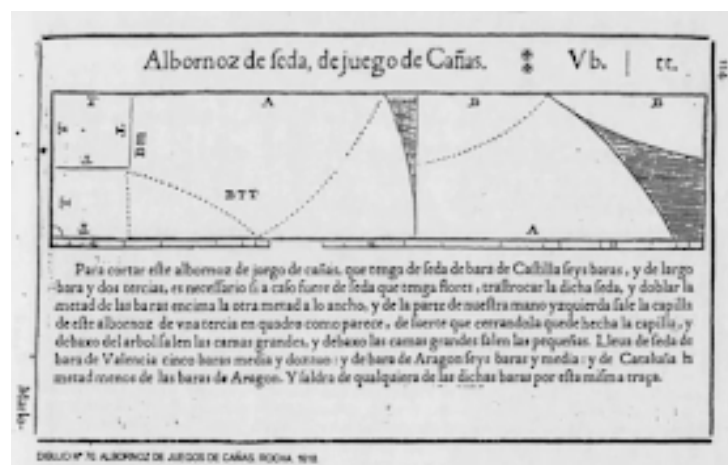 Albornoz de seda, de juego de Cañas. Vb. | tt.
A
B
B
T
T
T
Bm
BTT
A
Para cortar este albornoz de juego de cañas, que tenga de seda de bara de Castilla seys baras, y de largo
bara y dos tercias, es necessario si a caso fuere de seda que tenga flores, trastrocar la dicha seda, y doblar la
metad de las baras encima la otra metad a lo ancho, y de la parte de nuestra mano yzquierda sale la capilla
de este albornoz de vna tercia en quadro como parece, de suerte que cerrandola quede hecha la capilla, y
debaxo del arbol salen las camas grandes, y debaxo las camas grandes salen las pequeñas. Lleua de seda de
bara de Valencia cinco baras media y : y de bara de Aragon seys baras y media: y de Cataluña la
metad menos de las baras de Aragon. Y saldra de qualquiera de las dichas baras por esta misma traça.
DIBUJO Nº 70. ALBORNOZ DE JUEGOS DE CAÑAS. ROCHA. 1618.